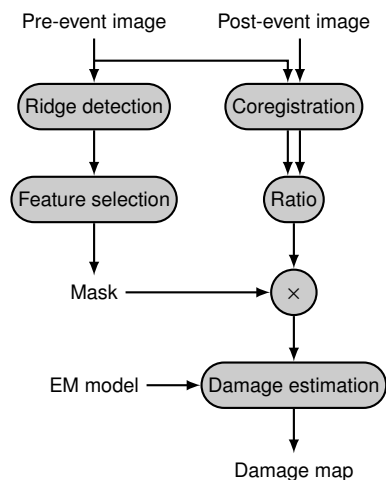 Pre-event image
Post-event image
Ridge detection
Coregistration
Feature selection
Ratio
Mask
×
EM model
Damage estimation
Damage map